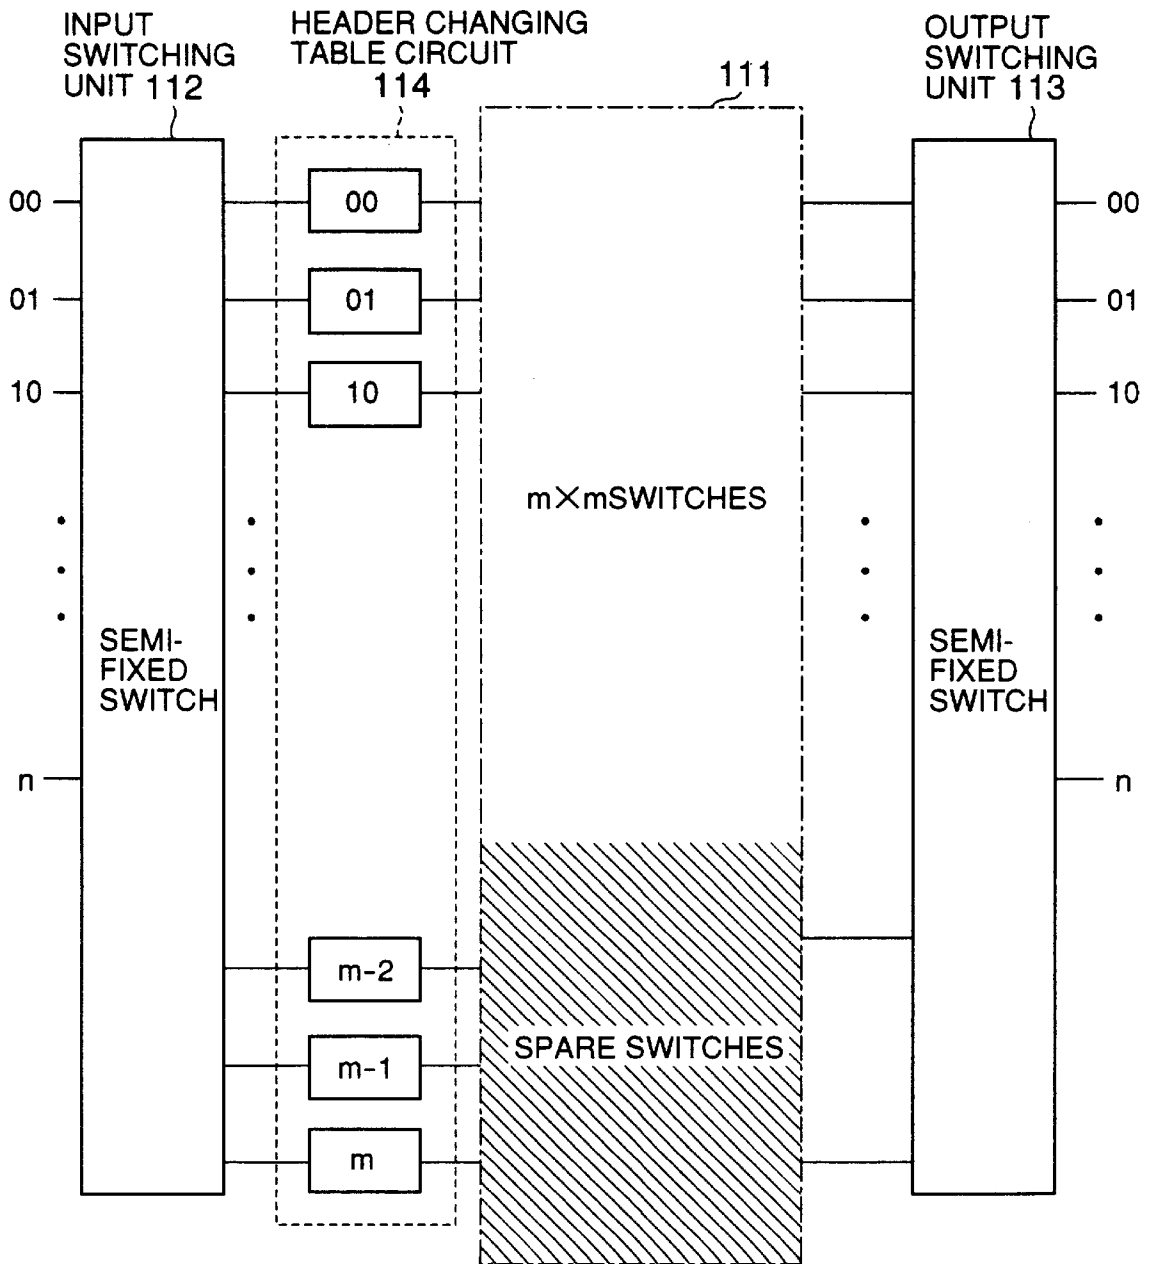 INPUT
SWITCHING
UNIT 112
HEADER CHANGING
TABLE CIRCUIT
114
111
OUTPUT
SWITCHING
UNIT 113
00
00
00
01
01
01
10
10
10
m×mSWITCHES
SEMI-
FIXED
SWITCH
SEMI-
FIXED
SWITCH
n
n
m-2
m-1
SPARE SWITCHES
m